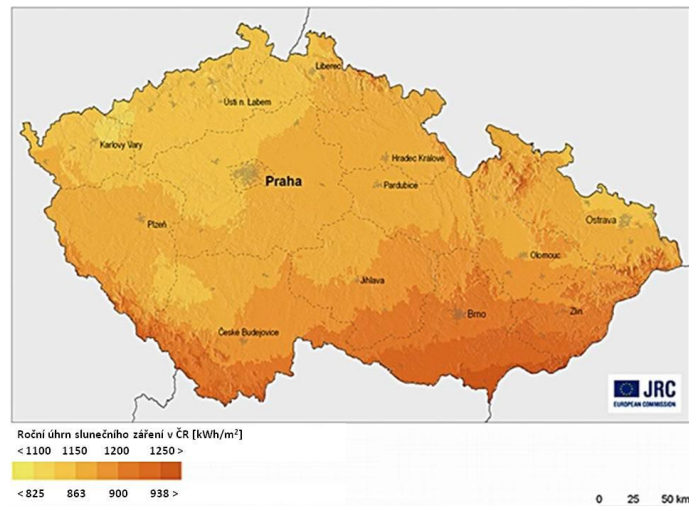 Liberec
Ústí n. Labem
Karlovy Vary
Hradec Králové
Praha
Pardubice
Plzeň
Ostrava
Olomouc
Jihlava
Brno
Zlín
České Budejovice
JRC
EUROPEAN COMMISSION
Roční úhrn slunečního záření v ČR [kWh/m²]
< 1100 1150 1200 1250 >
< 825 863 900 938 >
0 25 50 km